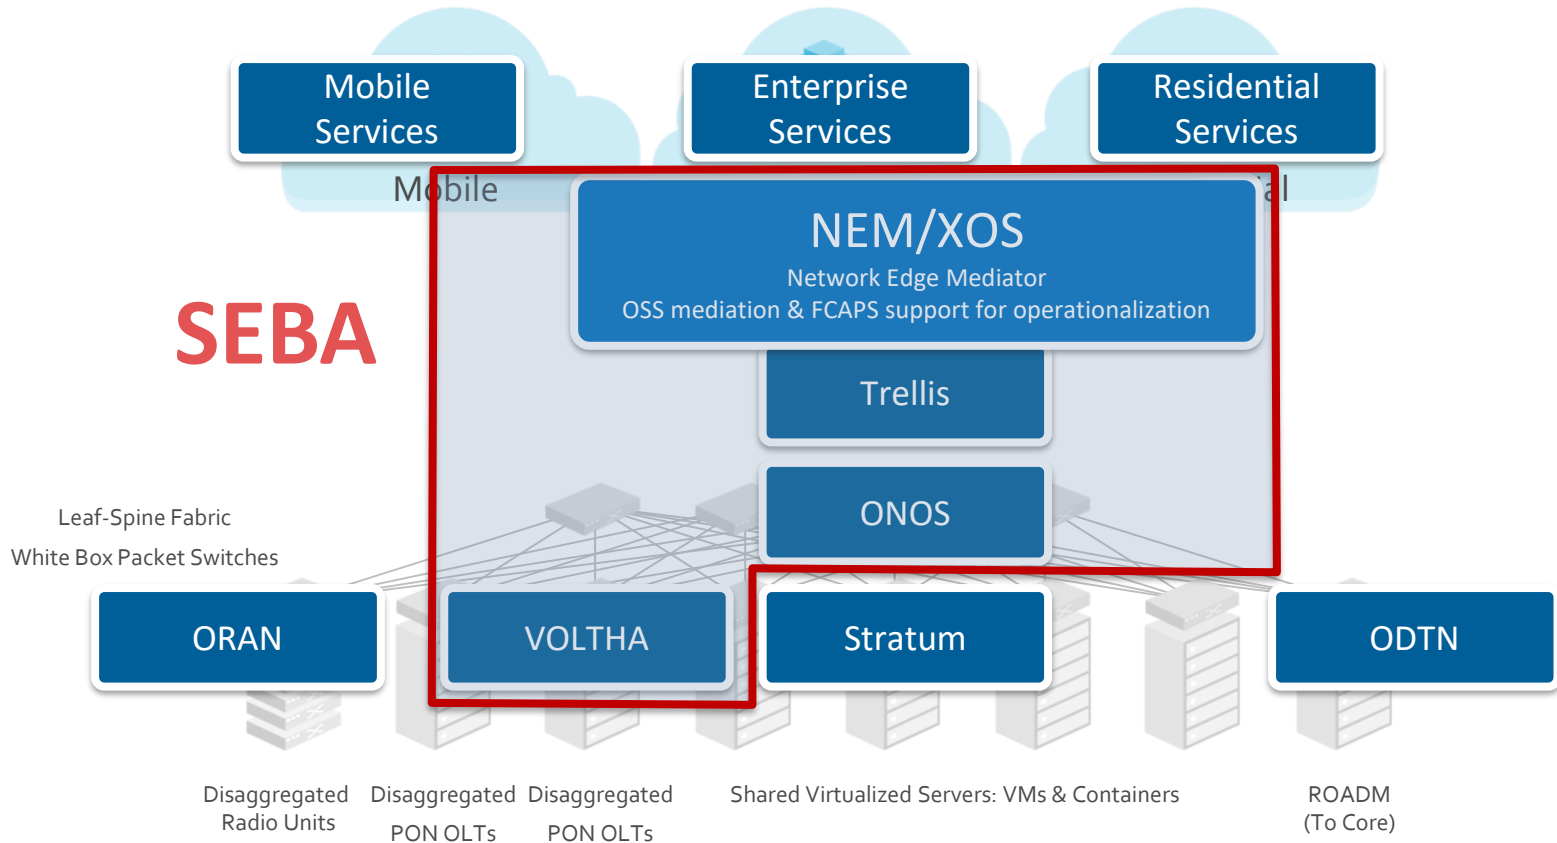 Mobile
Services
Enterprise
Services
Residential
Services
Mobile
al
NEM/XOS
Network Edge Mediator
OSS mediation & FCAPS support for operationalization
SEBA
Trellis
ONOS
Leaf-Spine Fabric
White Box Packet Switches
ORAN
VOLTHA
Stratum
ODTN
Disaggregated
Radio Units
Disaggregated
PON OLTs
Disaggregated
PON OLTs
Shared Virtualized Servers: VMs & Containers
ROADM
(To Core)